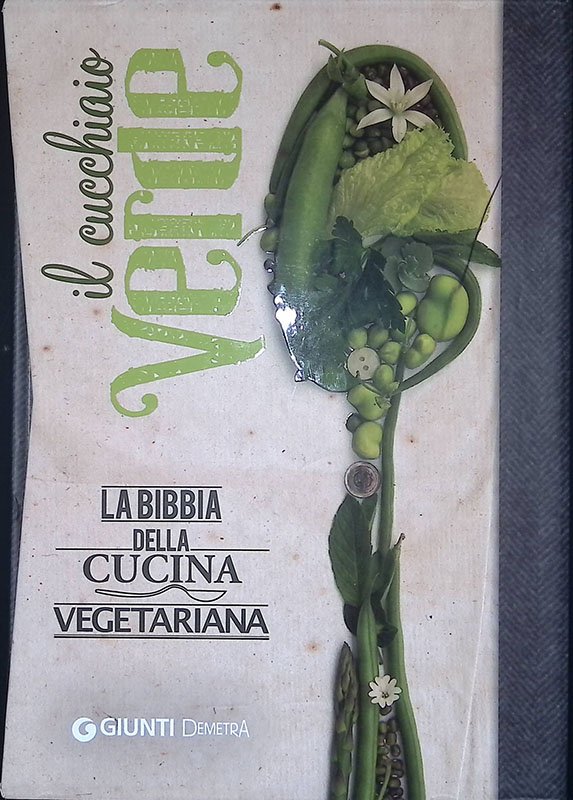 il cucchiaio
Verde
LA BIBBIA
DELLA
CUCINA
VEGETARIANA
GIUNTI DEMETRA